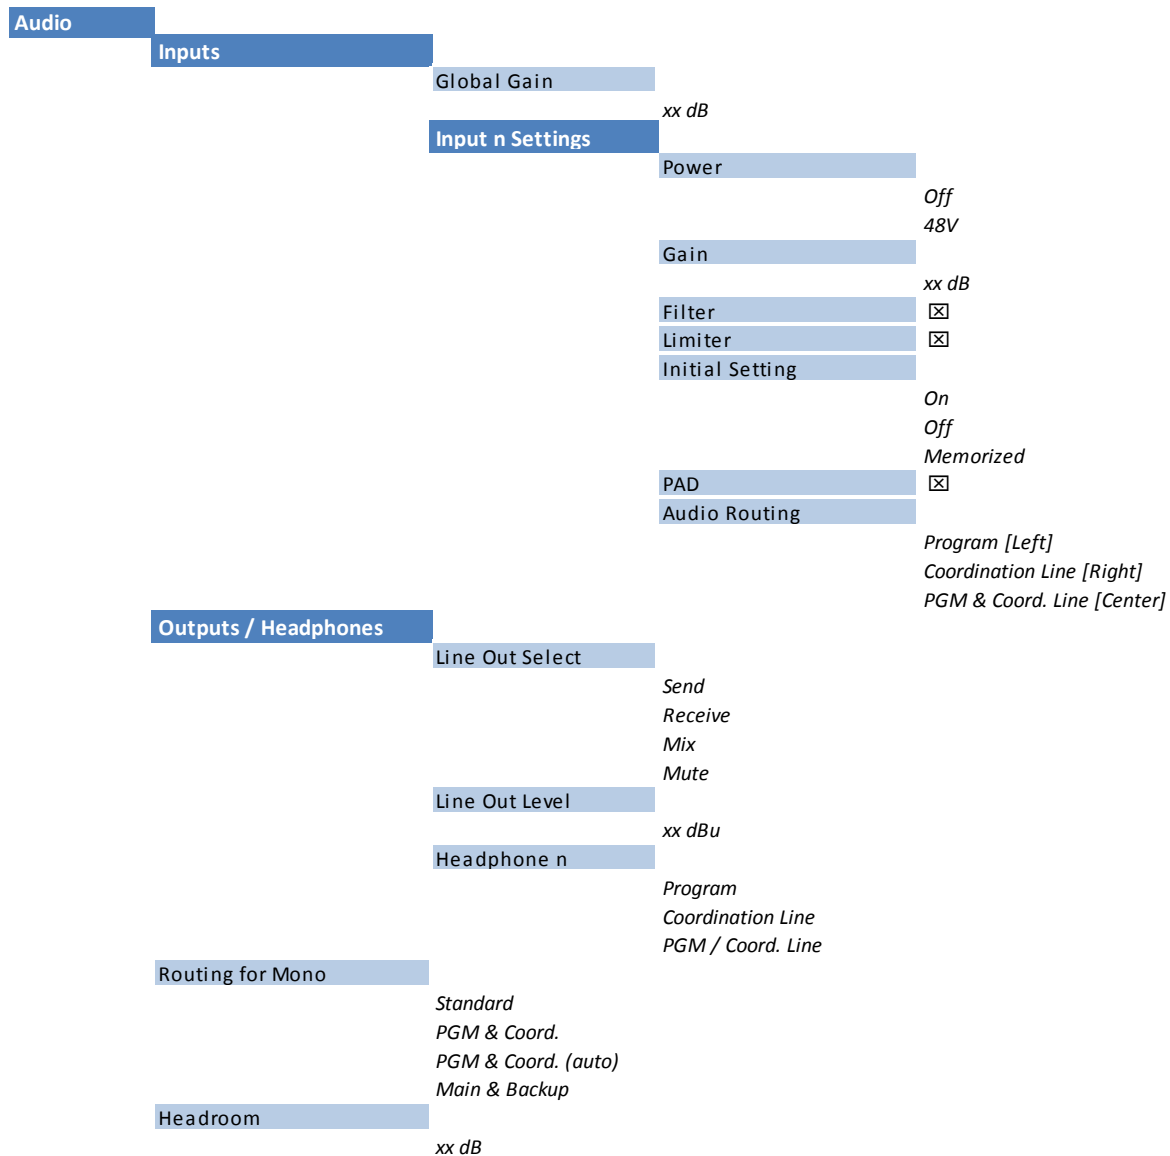 Audio
Inputs
Global Gain
xx dB
Input n Settings
Power
Off
48V
Gain
xx dB
Filter ☒
Limiter ☒
Initial Setting
On
Off
Memorized
PAD ☒
Audio Routing
Program [Left]
Coordination Line [Right]
PGM & Coord. Line [Center]
Outputs / Headphones
Line Out Select
Send
Receive
Mix
Mute
Line Out Level
xx dBu
Headphone n
Program
Coordination Line
PGM / Coord. Line
Routing for Mono
Standard
PGM & Coord.
PGM & Coord. (auto)
Main & Backup
Headroom
xx dB